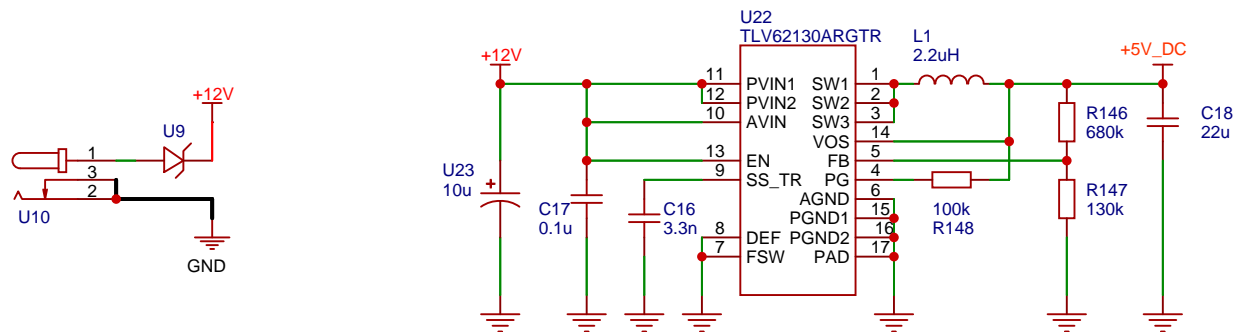 U22
TLV62130ARGTR
+12V
L1
2.2uH
+5V_DC
11 PVIN1 SW1 1
12 PVIN2 SW2 2
10 AVIN SW3 3
VOS 14
13 EN FB 5
9 SS_TR PG 4
AGND 6
PGND1 15
8 DEF PGND2 16
7 FSW PAD 17
+12V
U9
1
3
2
U10
GND
U23
10u
+
C17
0.1u
C16
3.3n
100k
R148
R146
680k
R147
130k
C18
22u